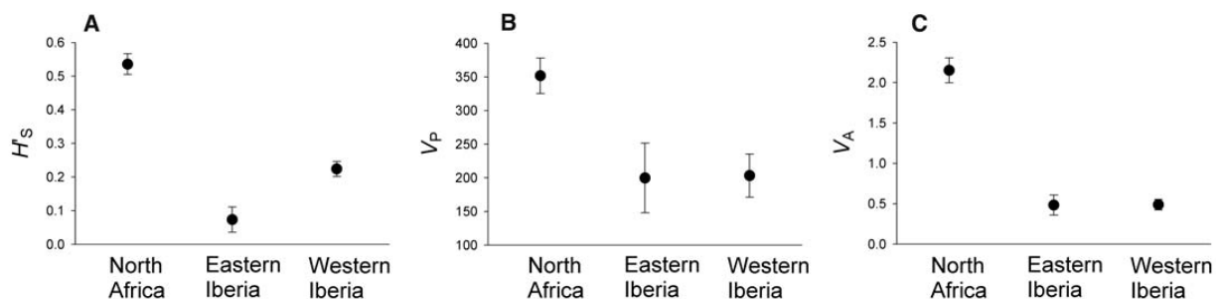 A
0.6
0.5
0.4
0.3
0.2
0.1
0.0
H'S
North
Africa
Eastern
Iberia
Western
Iberia
B
400
350
300
250
200
150
100
VP
North
Africa
Eastern
Iberia
Western
Iberia
C
2.5
2.0
1.5
1.0
0.5
0.0
VA
North
Africa
Eastern
Iberia
Western
Iberia